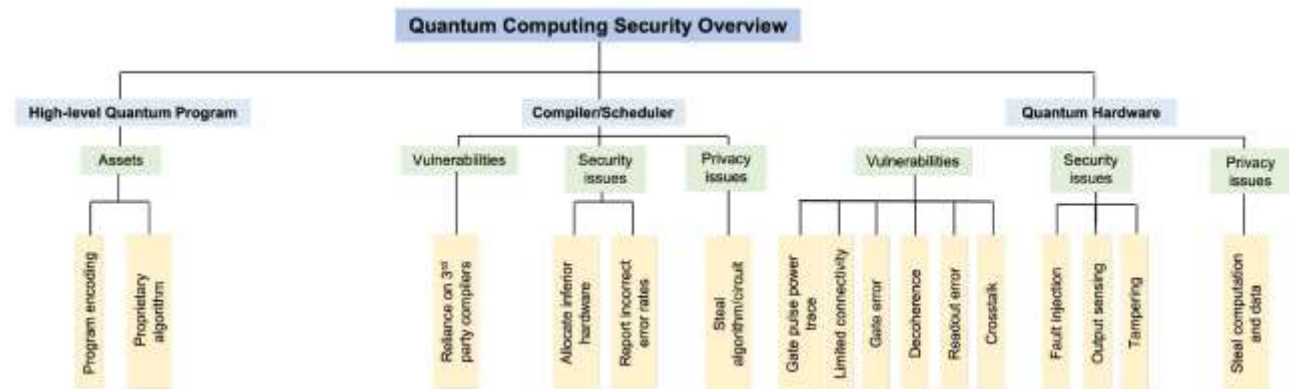 Quantum Computing Security Overview
High-level Quantum Program
Compiler/Scheduler
Quantum Hardware
Assets
Vulnerabilities
Security
issues
Privacy
issues
Vulnerabilities
Security
issues
Privacy
issues
Program encoding
Proprietary
algorithm
Reliance on 3rd
party compilers
Allocate inferior
hardware
Report incorrect
error rates
Steal
algorithm/circuit
Gate pulse power
trace
Limited connectivity
Gate error
Decoherence
Readout error
Crosstalk
Fault injection
Output sensing
Tampering
Steal computation
and data